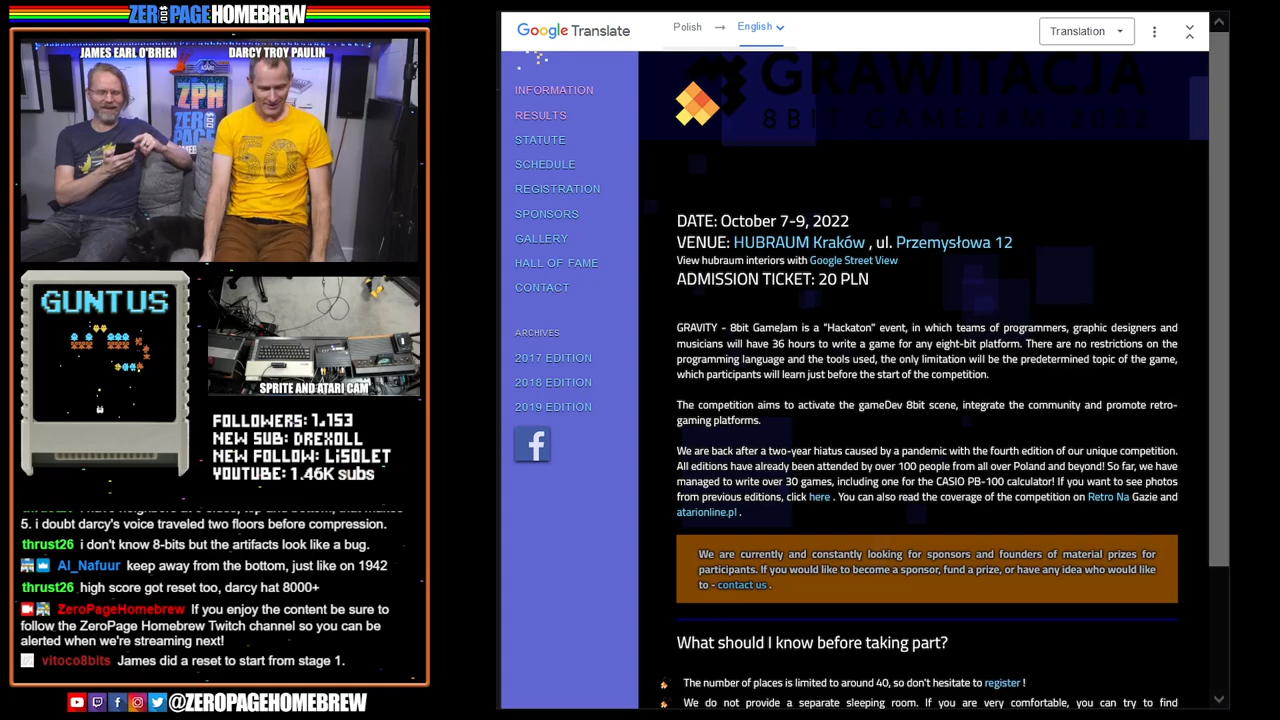 ZERO PAGE HOMEBREW
JAMES EARL O'BRIEN
DARCY TROY PAULIN
ZPH
ZERO
50
GUNTUS
SPRITE AND ATARI CAM
FOLLOWERS: 1,153
NEW SUB: DREXOLL
NEW FOLLOW: LISOLET
YOUTUBE: 1.46K subs
5. i doubt darcy's voice traveled two floors before compression.
thrust26 i don't know 8-bits but the artifacts look like a bug.
Al_Nafuur keep away from the bottom, just like on 1942
thrust26 high score got reset too, darcy hat 8000+
ZeroPageHomebrew If you enjoy the content be sure to
follow the ZeroPage Homebrew Twitch channel so you can be
alerted when we're streaming next!
vitoco8bits James did a reset to start from stage 1.
@ZEROPAGEHOMEBREW
Google Translate
Polish → English
Translation
INFORMATION
RESULTS
STATUTE
SCHEDULE
REGISTRATION
SPONSORS
GALLERY
HALL OF FAME
CONTACT
ARCHIVES
2017 EDITION
2018 EDITION
2019 EDITION
GRAWITACJA
8BIT GAMEJAM 2022
DATE: October 7-9, 2022
VENUE: HUBRAUM Kraków , ul. Przemysłowa 12
View hubraum interiors with Google Street View
ADMISSION TICKET: 20 PLN
GRAVITY - 8bit GameJam is a "Hackaton" event, in which teams of programmers, graphic designers and
musicians will have 36 hours to write a game for any eight-bit platform. There are no restrictions on the
programming language and the tools used, the only limitation will be the predetermined topic of the game,
which participants will learn just before the start of the competition.
The competition aims to activate the gameDev 8bit scene, integrate the community and promote retro-
gaming platforms.
We are back after a two-year hiatus caused by a pandemic with the fourth edition of our unique competition.
All editions have already been attended by over 100 people from all over Poland and beyond! So far, we have
managed to write over 30 games, including one for the CASIO PB-100 calculator! If you want to see photos
from previous editions, click here . You can also read the coverage of the competition on Retro Na Gazie and
atarionline.pl .
We are currently and constantly looking for sponsors and founders of material prizes for
participants. If you would like to become a sponsor, fund a prize, or have any idea who would like
to - contact us .
What should I know before taking part?
The number of places is limited to around 40, so don't hesitate to register !
We do not provide a separate sleeping room. If you are very comfortable, you can try to find